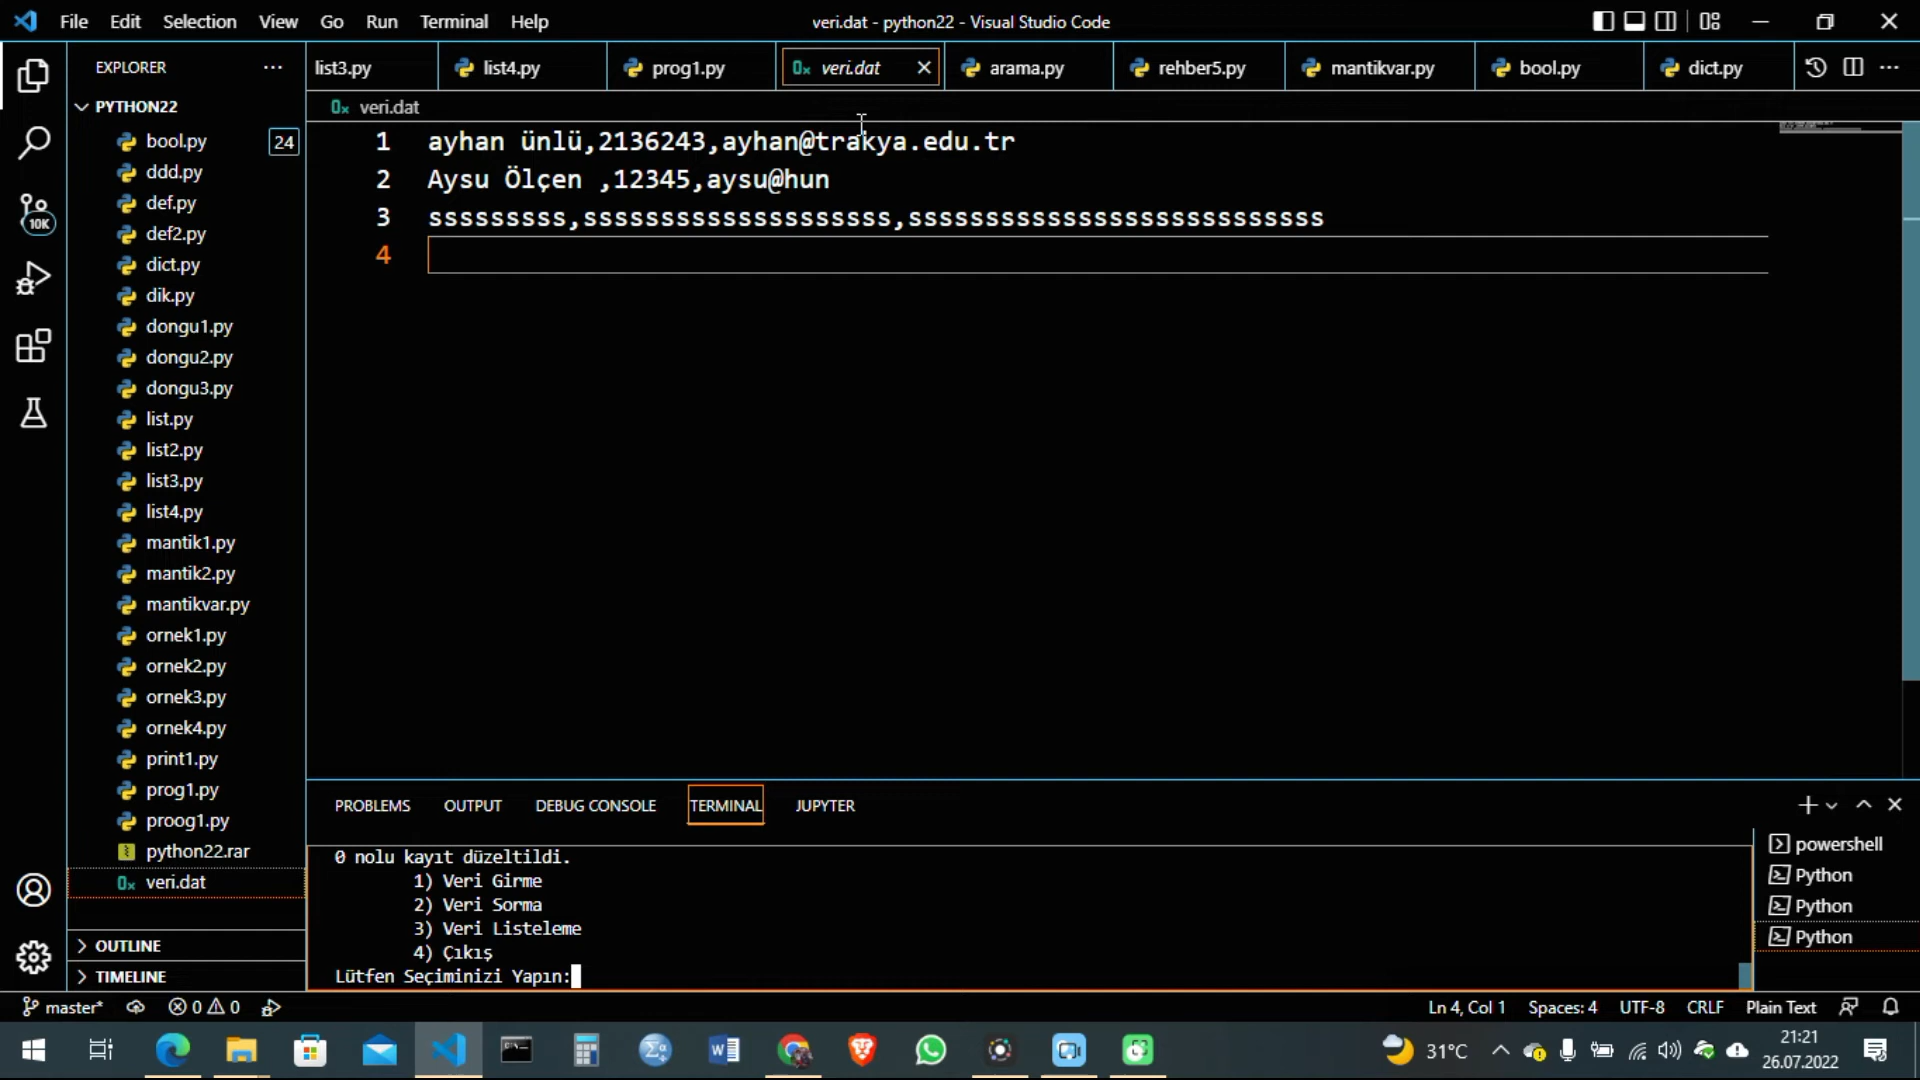 File Edit Selection View Go Run Terminal Help
veri.dat - python22 - Visual Studio Code
EXPLORER
list3.py
list4.py
prog1.py
veri.dat
arama.py
rehber5.py
mantikvar.py
bool.py
dict.py
PYTHON22
bool.py
24
ddd.py
def.py
def2.py
dict.py
dik.py
dongu1.py
dongu2.py
dongu3.py
list.py
list2.py
list3.py
list4.py
mantik1.py
mantik2.py
mantikvar.py
ornek1.py
ornek2.py
ornek3.py
ornek4.py
print1.py
prog1.py
proog1.py
python22.rar
veri.dat
OUTLINE
TIMELINE
10K
veri.dat
1 ayhan ünlü,2136243,ayhan@trakya.edu.tr
2 Aysu Ölçen ,12345,aysu@hun
3 sssssssss,ssssssssssssssssssss,sssssssssssssssssssssssssss
4
PROBLEMS OUTPUT DEBUG CONSOLE TERMINAL JUPYTER
0 nolu kayıt düzeltildi.
1) Veri Girme
2) Veri Sorma
3) Veri Listeleme
4) Çıkış
Lütfen Seçiminizi Yapın:
powershell
Python
Python
Python
master* 0 0
Ln 4, Col 1 Spaces: 4 UTF-8 CRLF Plain Text
31°C
21:21
26.07.2022